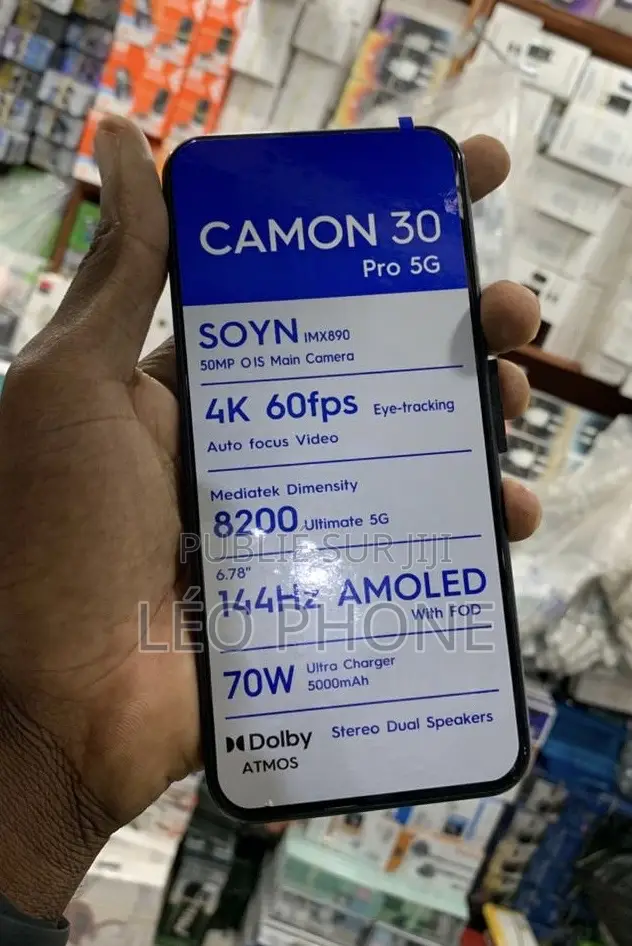 CAMON 30
Pro 5G
SOYN IMX890
50MP OIS Main Camera
4K 60fps Eye-tracking
Auto focus Video
Mediatek Dimensity
8200 Ultimate 5G
PUBLIÉ SUR JIJI
6.78"
144Hz AMOLED
With FOD
LÉO PHONE
70W Ultra Charger
5000mAh
Dolby Stereo Dual Speakers
ATMOS